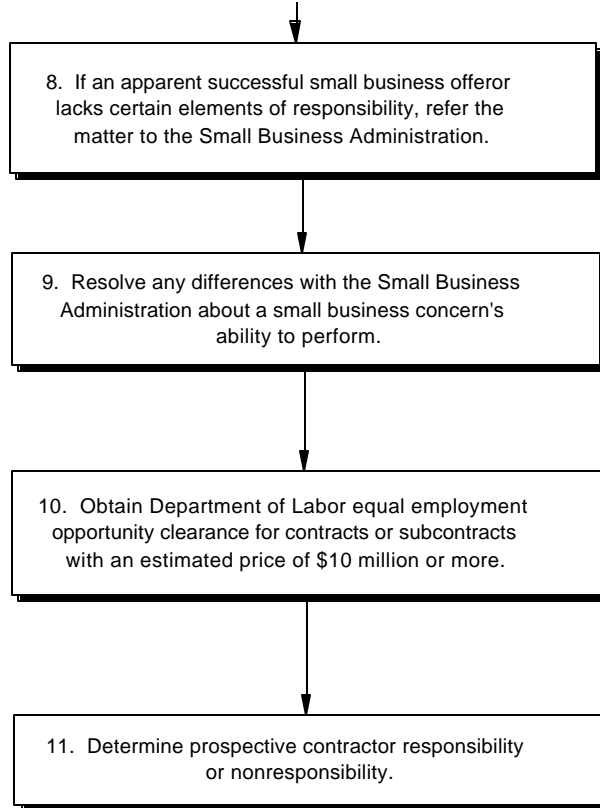 8. If an apparent successful small business offeror
lacks certain elements of responsibility, refer the
matter to the Small Business Administration.
9. Resolve any differences with the Small Business
Administration about a small business concern's
ability to perform.
10. Obtain Department of Labor equal employment
opportunity clearance for contracts or subcontracts
with an estimated price of $10 million or more.
11. Determine prospective contractor responsibility
or nonresponsibility.